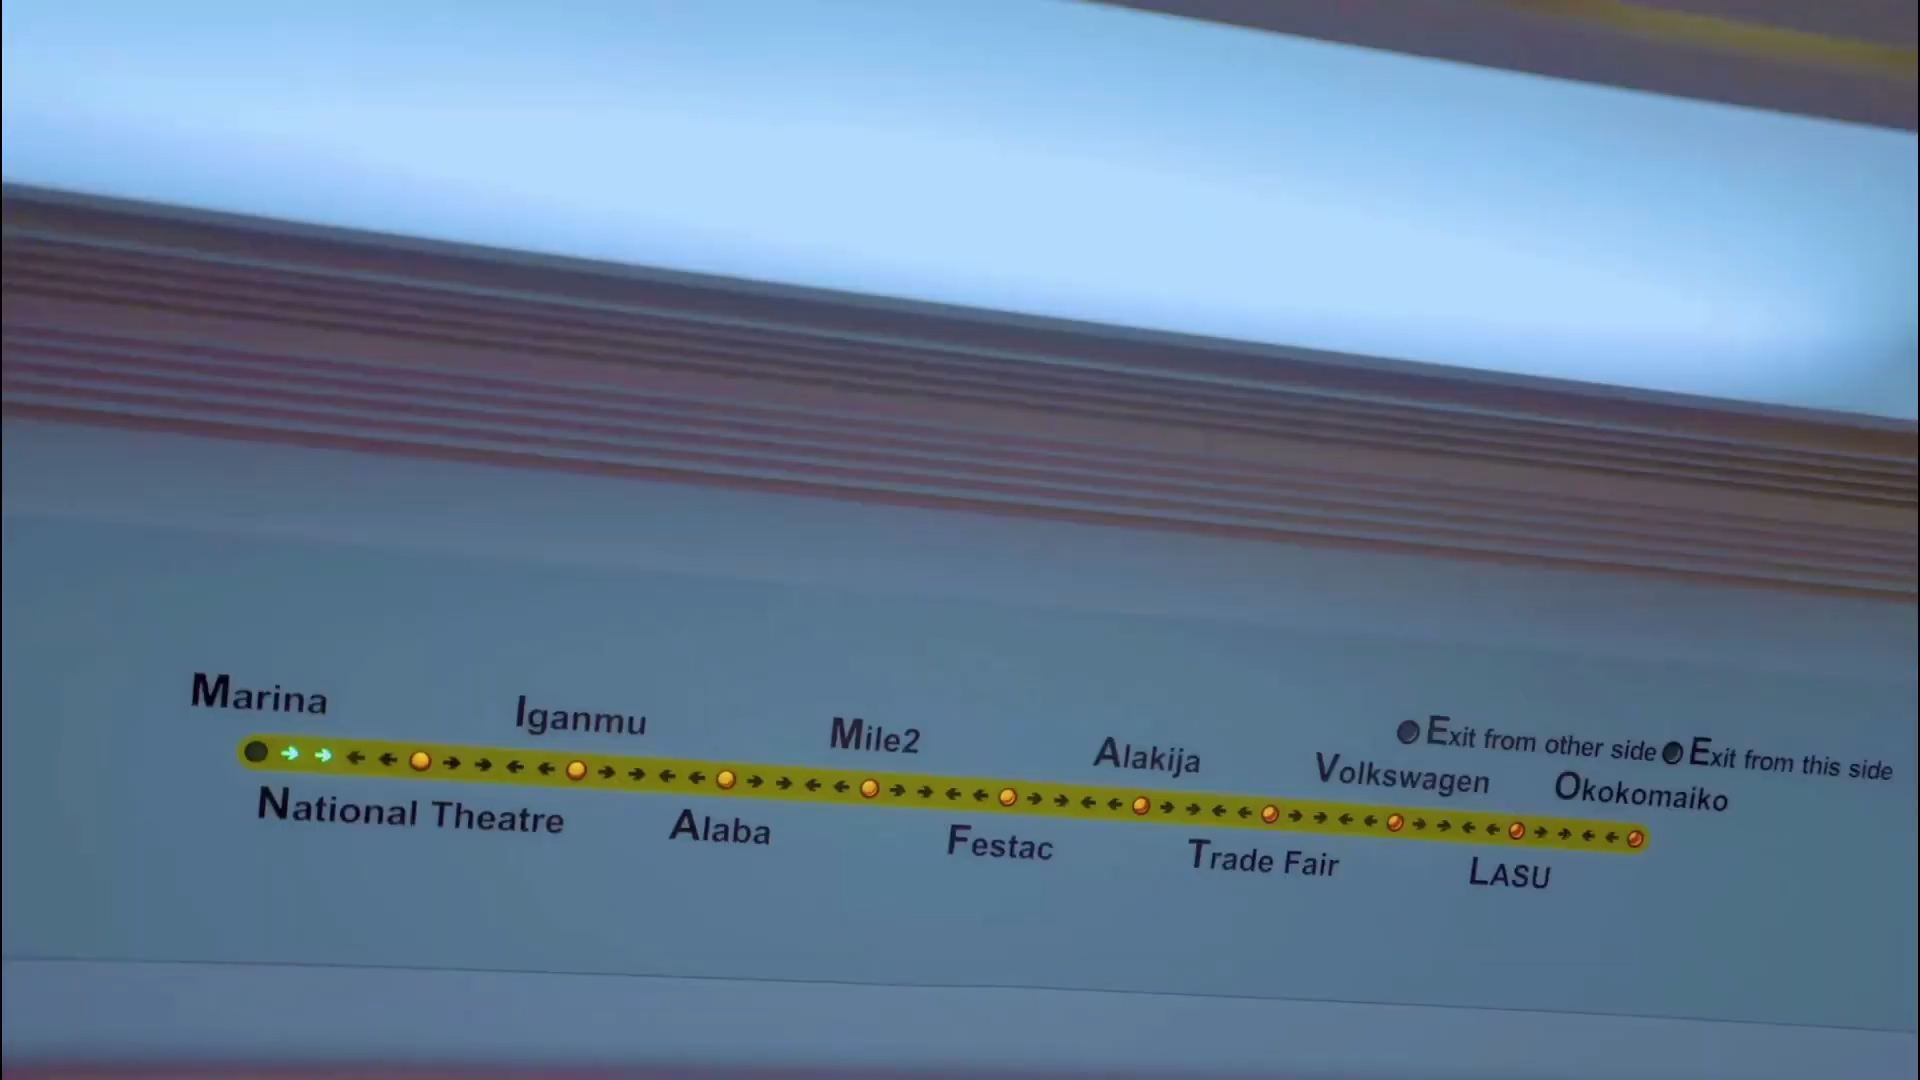 Marina
Iganmu
Mile2
Alakija
Volkswagen
Exit from other side
Exit from this side
Okokomaiko
National Theatre
Alaba
Festac
Trade Fair
LASU